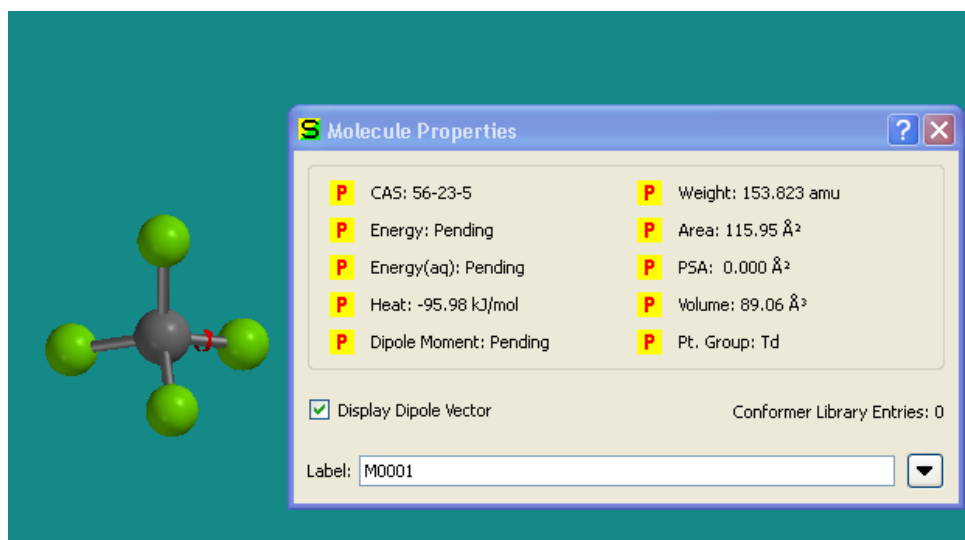 S Molecule Properties ?
P CAS: 56-23-5
P Weight: 153.823 amu
P Energy: Pending
P Area: 115.95 Å²
P Energy(aq): Pending
P PSA: 0.000 Å²
P Heat: -95.98 kJ/mol
P Volume: 89.06 Å³
P Dipole Moment: Pending
P Pt. Group: Td
Display Dipole Vector
Conformer Library Entries: 0
Label: M0001